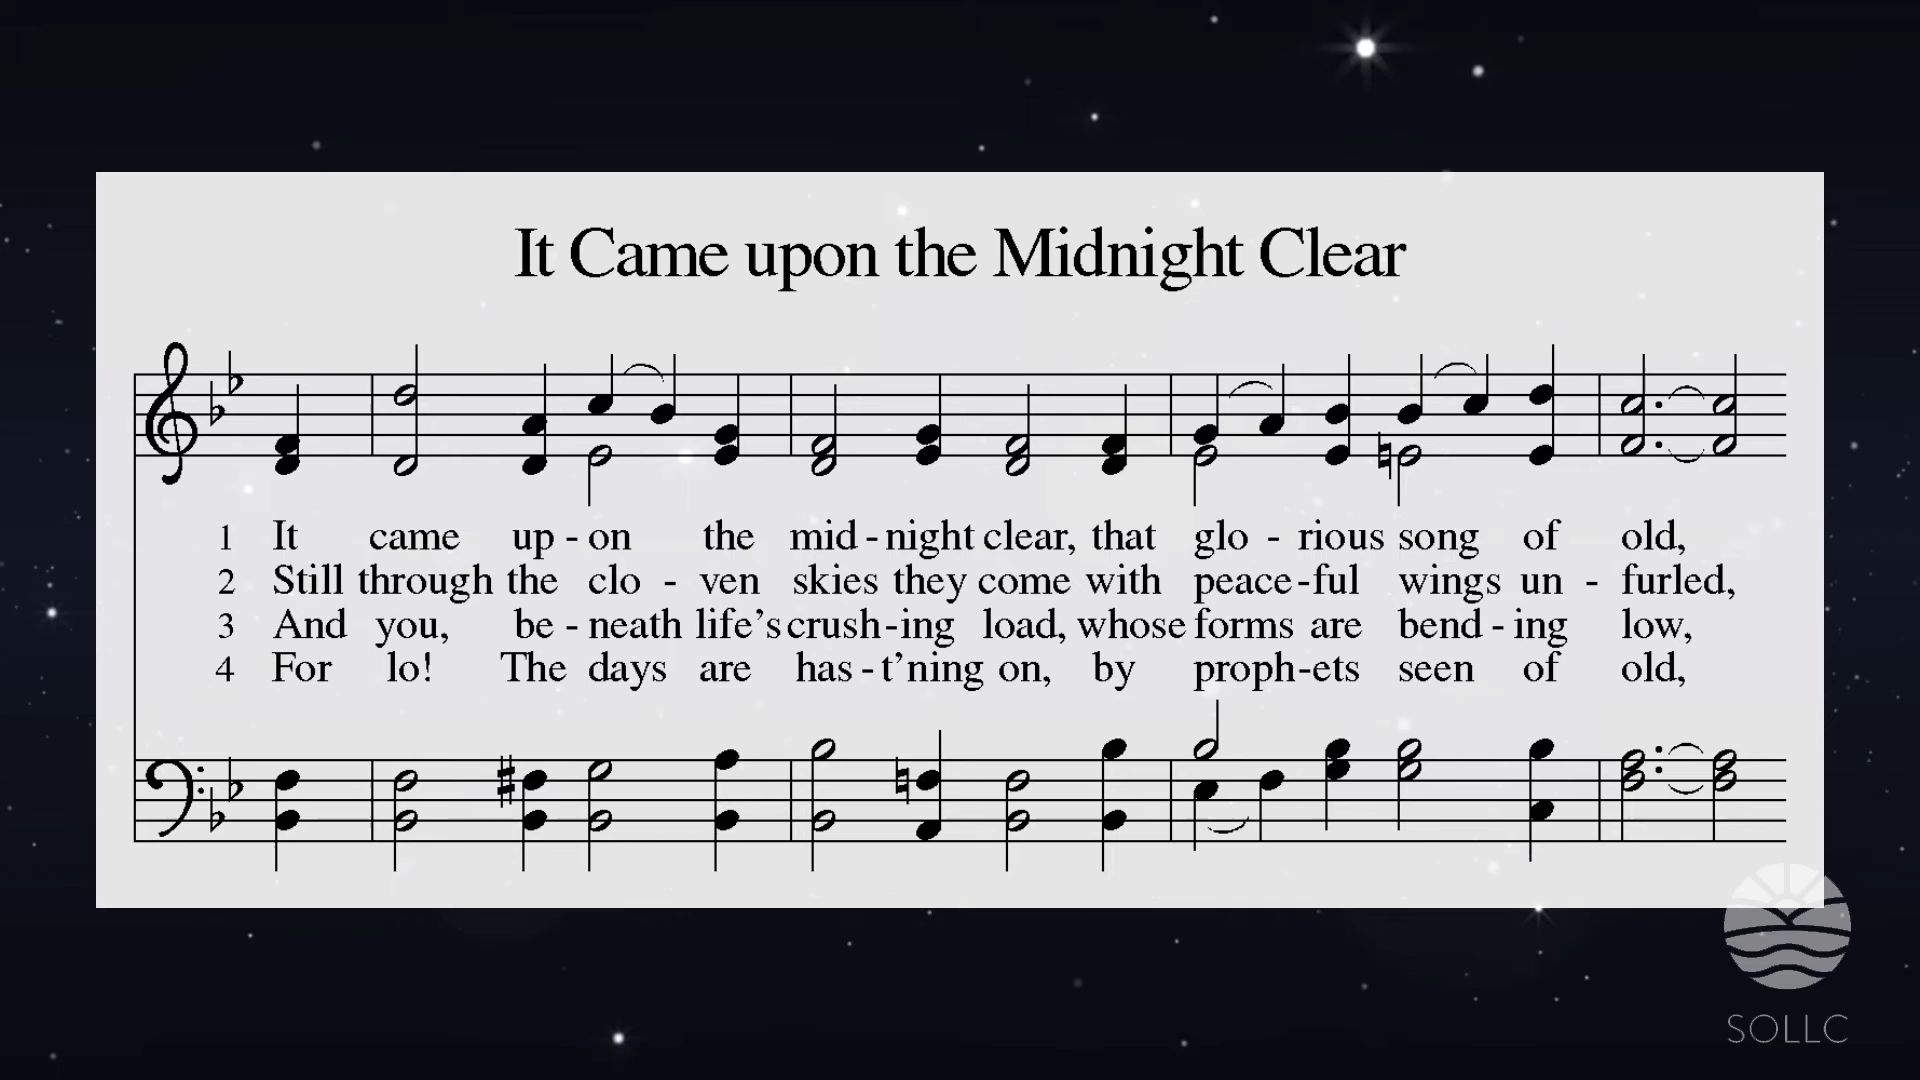 It Came upon the Midnight Clear
1 It came up - on the mid - night clear, that glo - rious song of old,
2 Still through the clo - ven skies they come with peace - ful wings un - furled,
3 And you, be - neath life’s crush - ing load, whose forms are bend - ing low,
4 For lo! The days are has - t’ning on, by proph - ets seen of old,
SOLLC